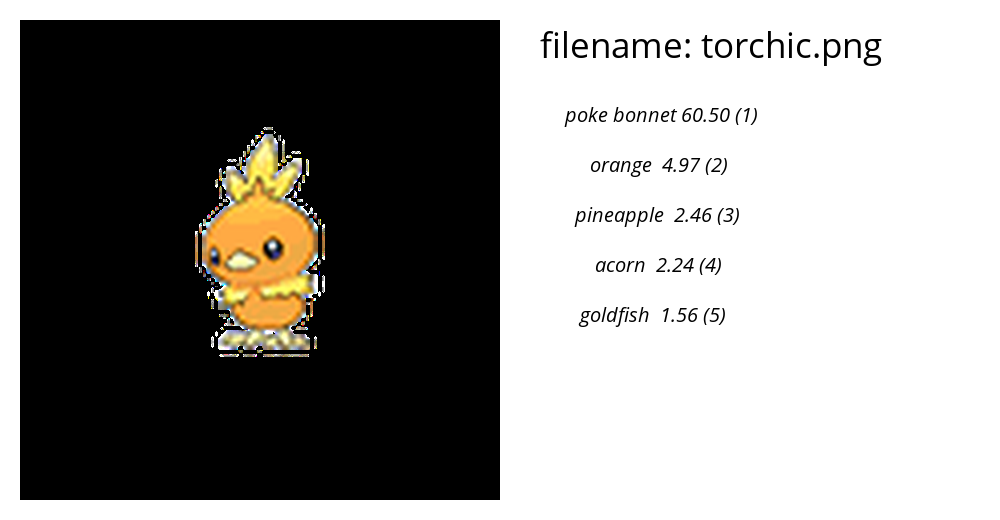 filename: torchic.png
poke bonnet 60.50 (1)
orange 4.97 (2)
pineapple 2.46 (3)
acorn 2.24 (4)
goldfish 1.56 (5)